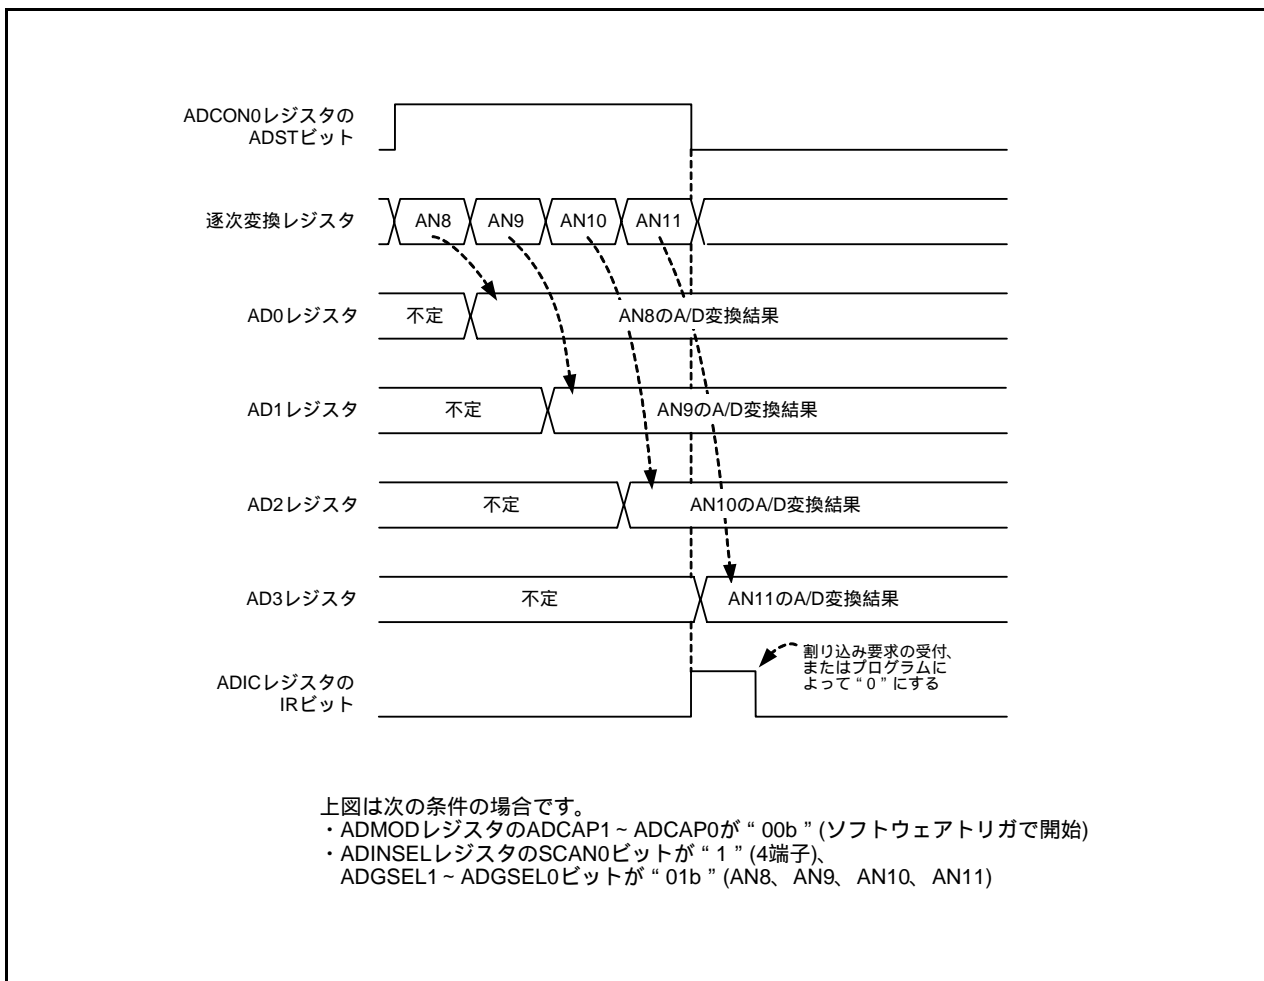 ADCON0レジスタの
ADSTビット
逐次変換レジスタ
AN8
AN9
AN10
AN11
AD0レジスタ
不定
AN8のA/D変換結果
AD1レジスタ
不定
AN9のA/D変換結果
AD2レジスタ
不定
AN10のA/D変換結果
AD3レジスタ
不定
AN11のA/D変換結果
ADICレジスタの
IRビット
割り込み要求の受付、
またはプログラムに
よって“0”にする
上図は次の条件の場合です。
・ADMODレジスタのADCAP1～ADCAP0が“00b”(ソフトウェアトリガで開始)
・ADINSELレジスタのSCAN0ビットが“1”(4端子)、
ADGSEL1～ADGSEL0ビットが“01b”(AN8、AN9、AN10、AN11)